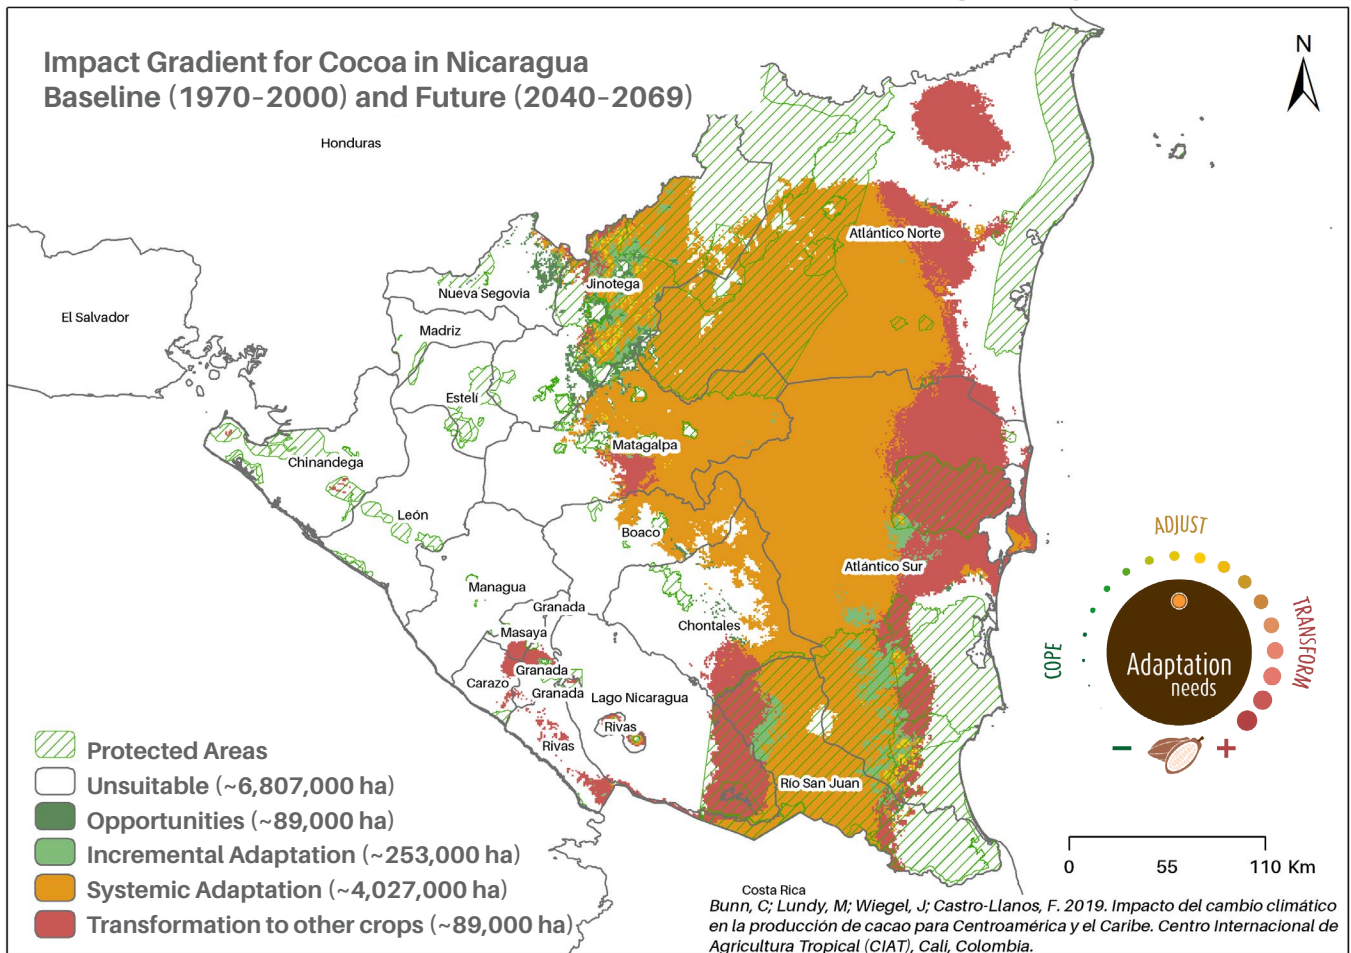 Impact Gradient for Cocoa in Nicaragua
Baseline (1970-2000) and Future (2040-2069)
N
Honduras
El Salvador
Atlántico Norte
Jinotega
Nueva Segovia
Madriz
Estelí
Matagalpa
Chinandega
León
Boaco
Atlántico Sur
Managua
Granada
Chontales
Masaya
Granada
Carazo
Granada
Lago Nicaragua
Rivas
Rivas
Río San Juan
Costa Rica
ADJUST
COPE
TRANSFORM
Adaptation
needs
− +
Protected Areas
Unsuitable (~6,807,000 ha)
Opportunities (~89,000 ha)
Incremental Adaptation (~253,000 ha)
Systemic Adaptation (~4,027,000 ha)
Transformation to other crops (~89,000 ha)
0 55 110 Km
Bunn, C; Lundy, M; Wiegel, J; Castro-Llanos, F. 2019. Impacto del cambio climático
en la producción de cacao para Centroamérica y el Caribe. Centro Internacional de
Agricultura Tropical (CIAT), Cali, Colombia.